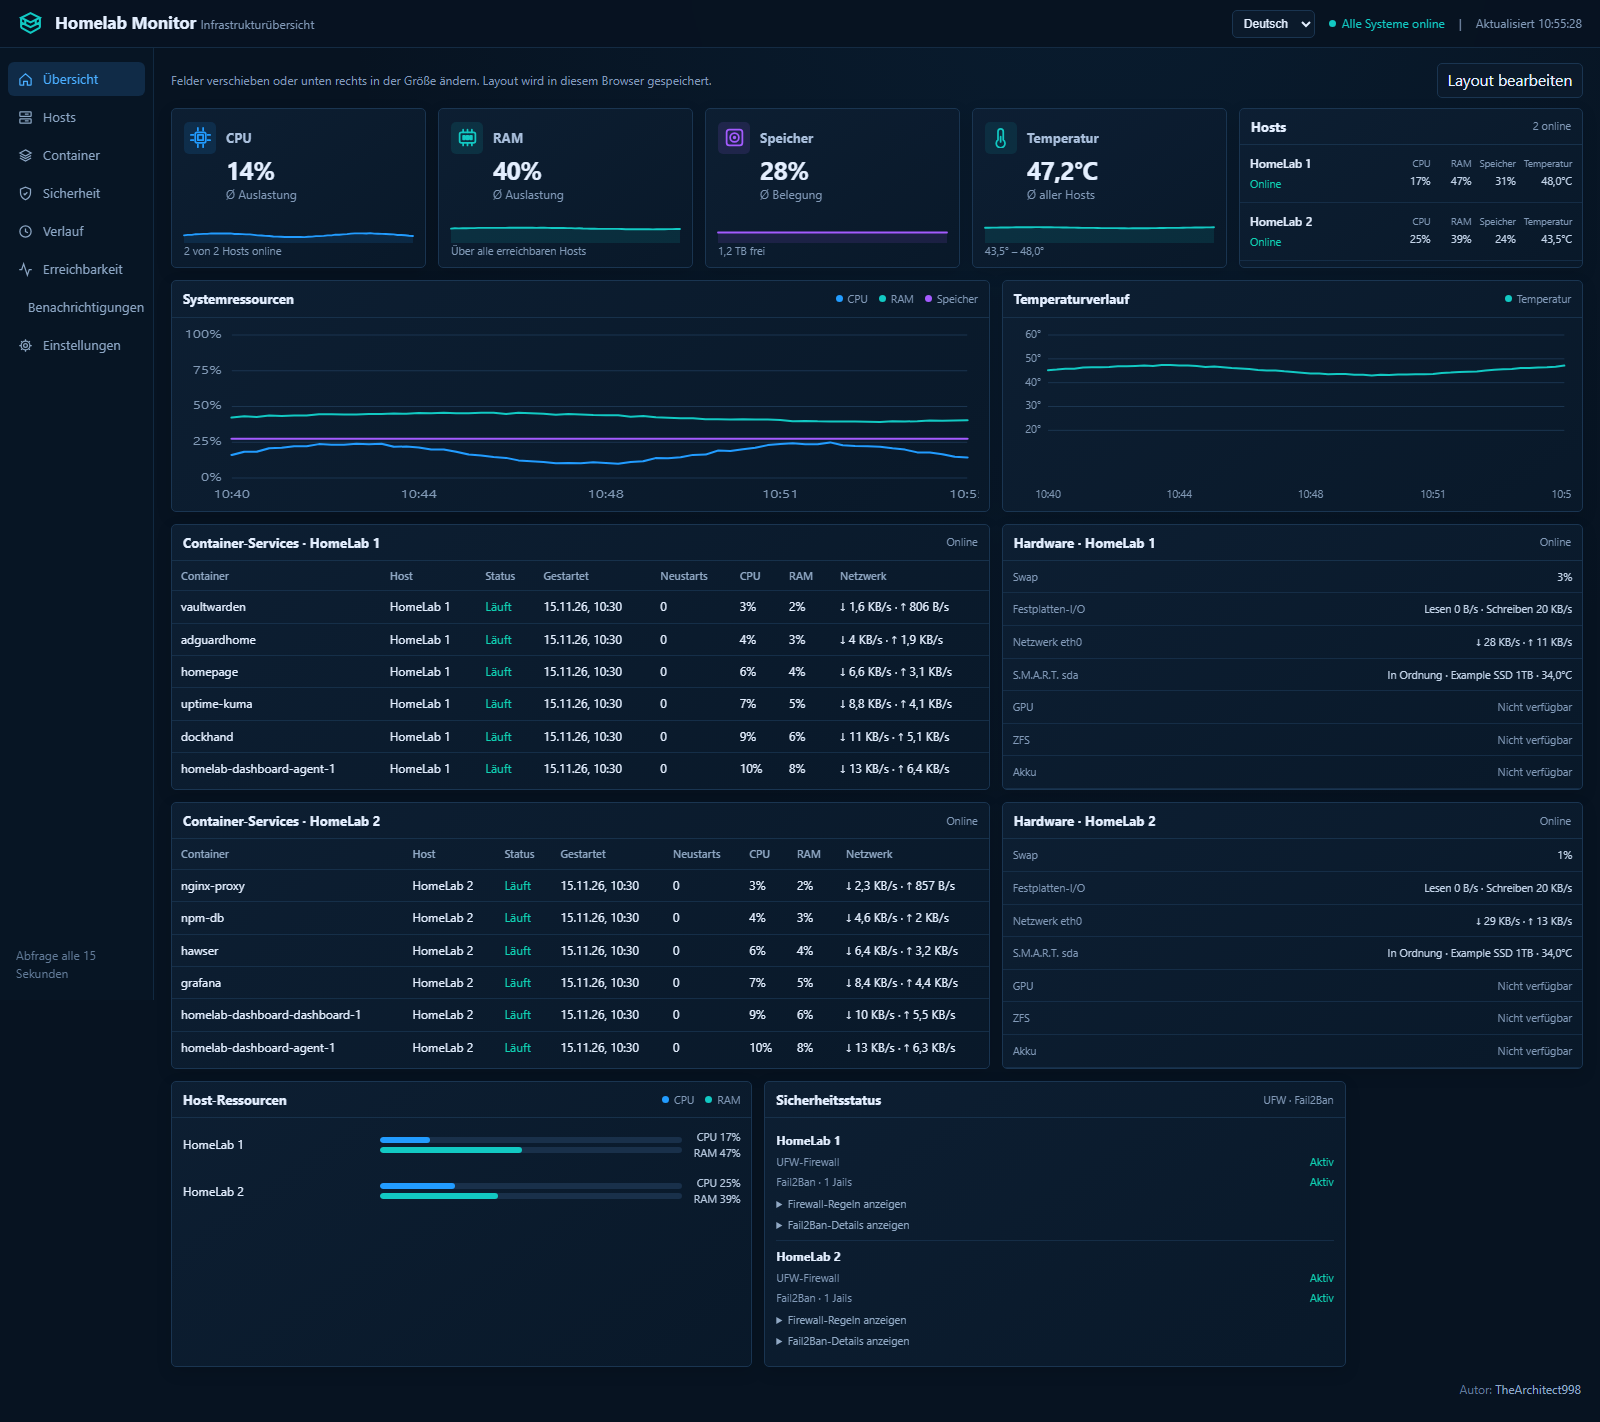 Homelab Monitor Infrastrukturübersicht
Deutsch
Alle Systeme online | Aktualisiert 10:55:28
Übersicht
Hosts
Container
Sicherheit
Verlauf
Erreichbarkeit
Benachrichtigungen
Einstellungen
Abfrage alle 15
Sekunden
Felder verschieben oder unten rechts in der Größe ändern. Layout wird in diesem Browser gespeichert.
Layout bearbeiten
CPU
14%
Ø Auslastung
2 von 2 Hosts online
RAM
40%
Ø Auslastung
Über alle erreichbaren Hosts
Speicher
28%
Ø Belegung
1,2 TB frei
Temperatur
47,2°C
Ø aller Hosts
43,5° – 48,0°
Hosts 2 online
HomeLab 1 CPU RAM Speicher Temperatur
Online 17% 47% 31% 48,0°C
HomeLab 2 CPU RAM Speicher Temperatur
Online 25% 39% 24% 43,5°C
Systemressourcen CPU RAM Speicher
100%
75%
50%
25%
0%
10:40 10:44 10:48 10:51 10:5
Temperaturverlauf Temperatur
60°
50°
40°
30°
20°
10:40 10:44 10:48 10:51 10:5
Container-Services · HomeLab 1 Online
Container Host Status Gestartet Neustarts CPU RAM Netzwerk
vaultwarden HomeLab 1 Läuft 15.11.26, 10:30 0 3% 2% ↓ 1,6 KB/s · ↑ 806 B/s
adguardhome HomeLab 1 Läuft 15.11.26, 10:30 0 4% 3% ↓ 4 KB/s · ↑ 1,9 KB/s
homepage HomeLab 1 Läuft 15.11.26, 10:30 0 6% 4% ↓ 6,6 KB/s · ↑ 3,1 KB/s
uptime-kuma HomeLab 1 Läuft 15.11.26, 10:30 0 7% 5% ↓ 8,8 KB/s · ↑ 4,1 KB/s
dockhand HomeLab 1 Läuft 15.11.26, 10:30 0 9% 6% ↓ 11 KB/s · ↑ 5,1 KB/s
homelab-dashboard-agent-1 HomeLab 1 Läuft 15.11.26, 10:30 0 10% 8% ↓ 13 KB/s · ↑ 6,4 KB/s
Hardware · HomeLab 1 Online
Swap 3%
Festplatten-I/O Lesen 0 B/s · Schreiben 20 KB/s
Netzwerk eth0 ↓ 28 KB/s · ↑ 11 KB/s
S.M.A.R.T. sda In Ordnung · Example SSD 1TB · 34,0°C
GPU Nicht verfügbar
ZFS Nicht verfügbar
Akku Nicht verfügbar
Container-Services · HomeLab 2 Online
Container Host Status Gestartet Neustarts CPU RAM Netzwerk
nginx-proxy HomeLab 2 Läuft 15.11.26, 10:30 0 3% 2% ↓ 2,3 KB/s · ↑ 857 B/s
npm-db HomeLab 2 Läuft 15.11.26, 10:30 0 4% 3% ↓ 4,6 KB/s · ↑ 2 KB/s
hawser HomeLab 2 Läuft 15.11.26, 10:30 0 6% 4% ↓ 6,4 KB/s · ↑ 3,2 KB/s
grafana HomeLab 2 Läuft 15.11.26, 10:30 0 7% 5% ↓ 8,4 KB/s · ↑ 4,4 KB/s
homelab-dashboard-dashboard-1 HomeLab 2 Läuft 15.11.26, 10:30 0 9% 6% ↓ 10 KB/s · ↑ 5,5 KB/s
homelab-dashboard-agent-1 HomeLab 2 Läuft 15.11.26, 10:30 0 10% 8% ↓ 13 KB/s · ↑ 6,3 KB/s
Hardware · HomeLab 2 Online
Swap 1%
Festplatten-I/O Lesen 0 B/s · Schreiben 20 KB/s
Netzwerk eth0 ↓ 29 KB/s · ↑ 13 KB/s
S.M.A.R.T. sda In Ordnung · Example SSD 1TB · 34,0°C
GPU Nicht verfügbar
ZFS Nicht verfügbar
Akku Nicht verfügbar
Host-Ressourcen CPU RAM
HomeLab 1 CPU 17%
RAM 47%
HomeLab 2 CPU 25%
RAM 39%
Sicherheitsstatus UFW · Fail2Ban
HomeLab 1
UFW-Firewall Aktiv
Fail2Ban · 1 Jails Aktiv
▶ Firewall-Regeln anzeigen
▶ Fail2Ban-Details anzeigen
HomeLab 2
UFW-Firewall Aktiv
Fail2Ban · 1 Jails Aktiv
▶ Firewall-Regeln anzeigen
▶ Fail2Ban-Details anzeigen
Autor: TheArchitect998